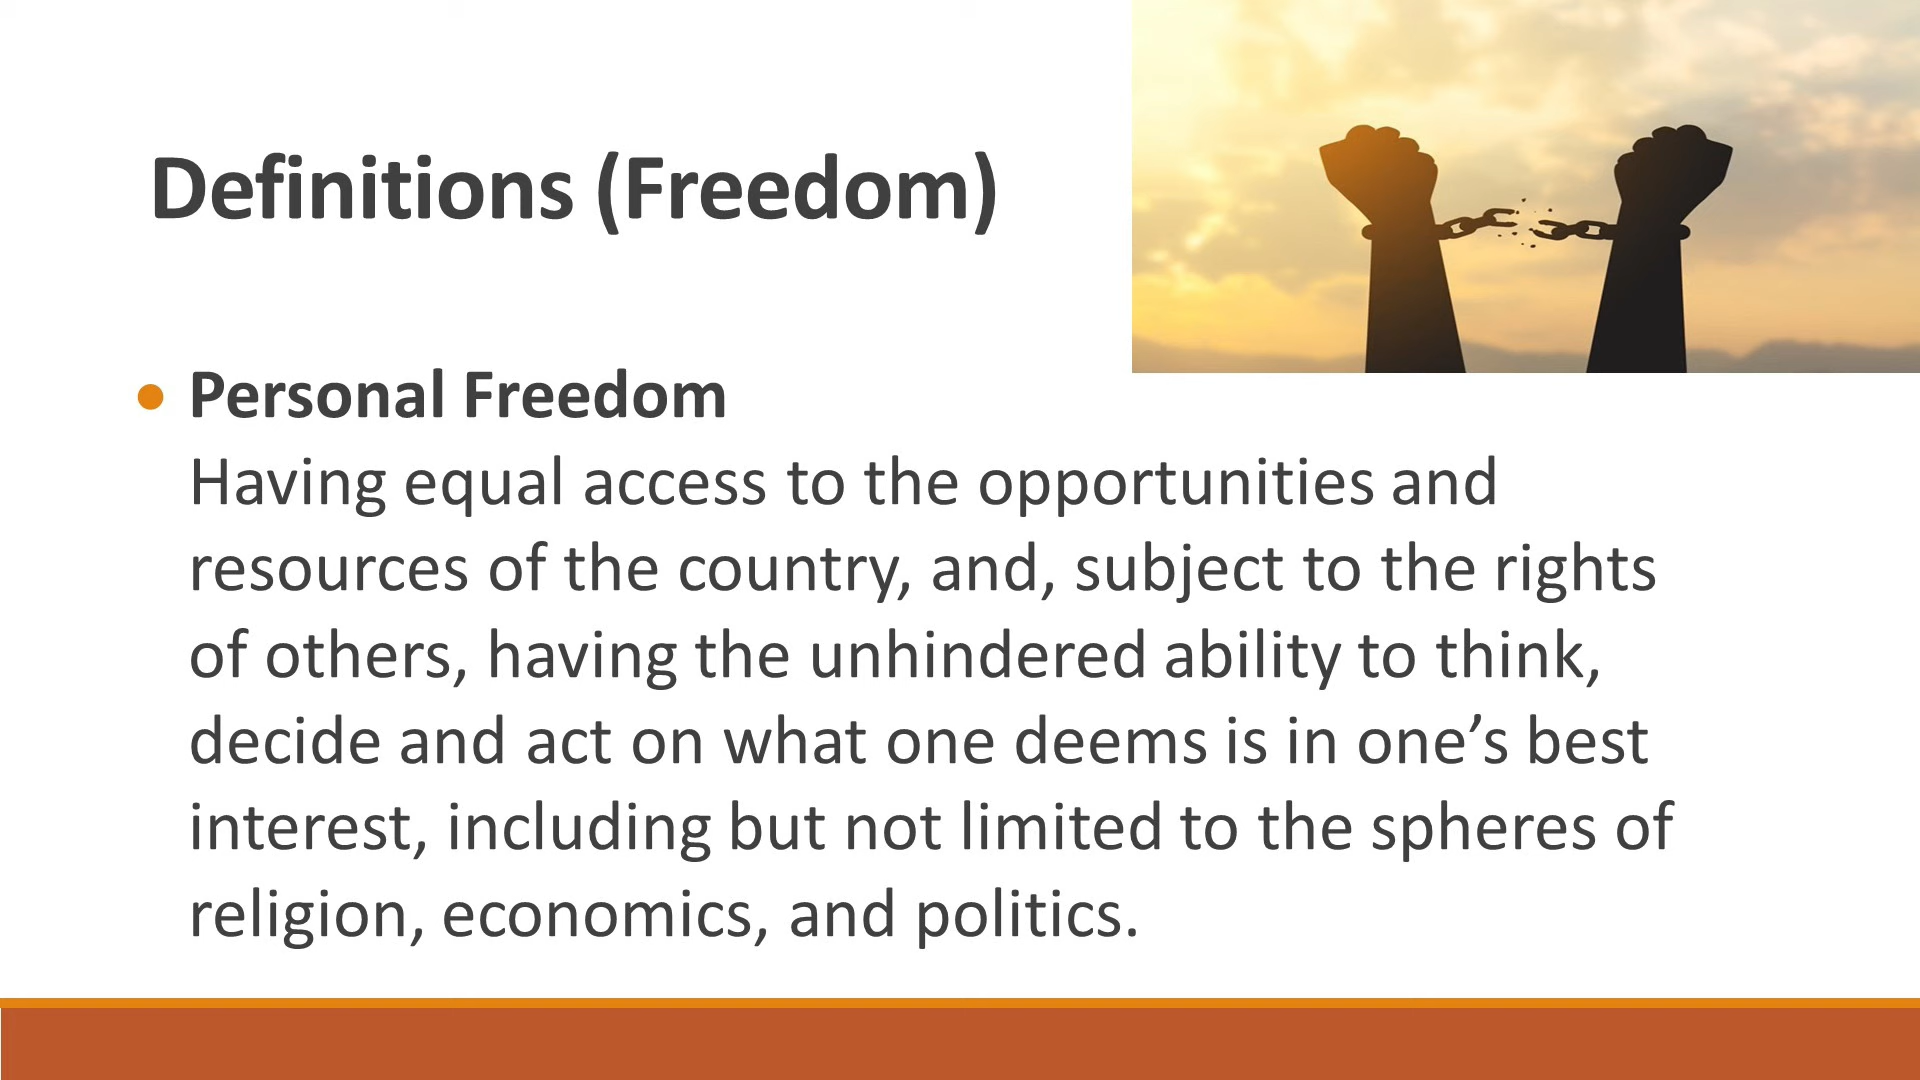 Definitions (Freedom)
Personal Freedom
Having equal access to the opportunities and
resources of the country, and, subject to the rights
of others, having the unhindered ability to think,
decide and act on what one deems is in one’s best
interest, including but not limited to the spheres of
religion, economics, and politics.